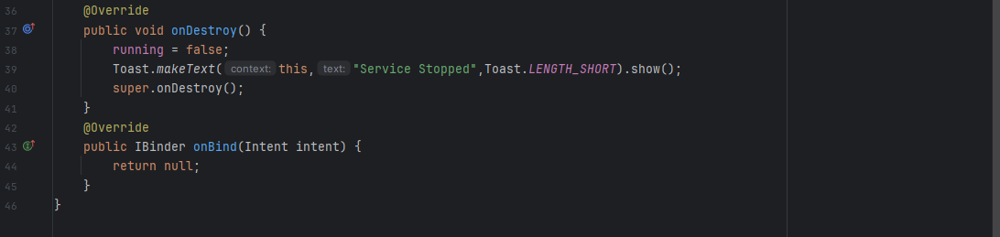 36 @Override
37 public void onDestroy() {
38 running = false;
39 Toast.makeText( context: this, text: "Service Stopped",Toast.LENGTH_SHORT).show();
40 super.onDestroy();
41 }
42 @Override
43 public IBinder onBind(Intent intent) {
44 return null;
45 }
46 }